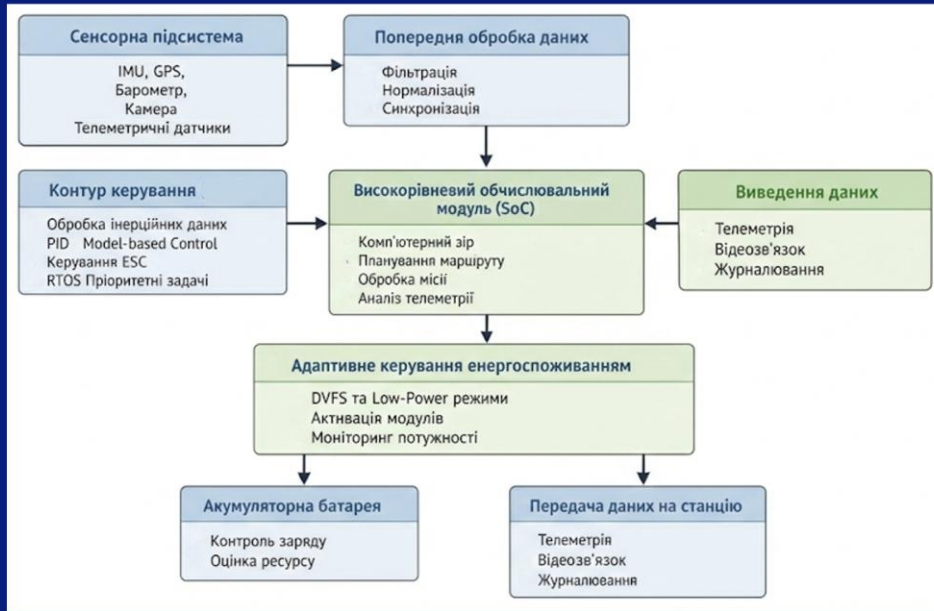 Сенсорна підсистема
IMU, GPS,
Барометр,
Камера
Телеметричні датчики
Попередня обробка даних
Фільтрація
Нормалізація
Синхронізація
Контур керування
Обробка інерційних даних
PID Model-based Control
Керування ESC
RTOS Пріоритетні задачі
Високорівневий обчислювальний
модуль (SoC)
Комп'ютерний зір
Планування маршруту
Обробка місії
Аналіз телеметрії
Виведення даних
Телеметрія
Відеозв'язок
Журналювання
Адаптивне керування енергоспоживанням
DVFS та Low-Power режими
Активація модулів
Моніторинг потужності
Акумуляторна батарея
Контроль заряду
Оцінка ресурсу
Передача даних на станцію
Телеметрія
Відеозв'язок
Журналювання